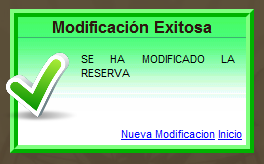 Modificación Exitosa
SE HA MODIFICADO LA
RESERVA
Nueva Modificacion Inicio